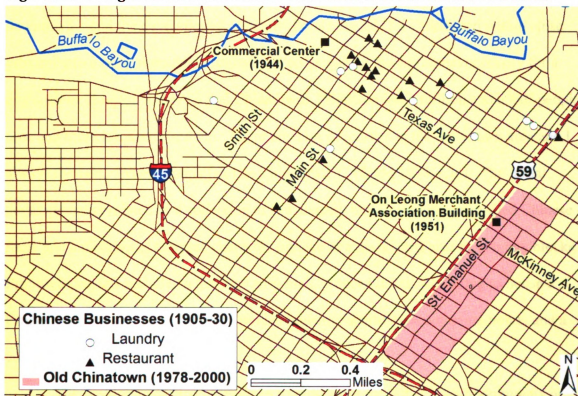 Buffalo Bayou
Buffalo Bayou
Commercial Center
(1944)
Smith St
Texas Ave
Main St
45
59
On Leong Merchant
Association Building
(1951)
St. Emanuel St
McKinney Ave
Chinese Businesses (1905-30)
Laundry
Restaurant
Old Chinatown (1978-2000)
0 0.2 0.4
Miles
N